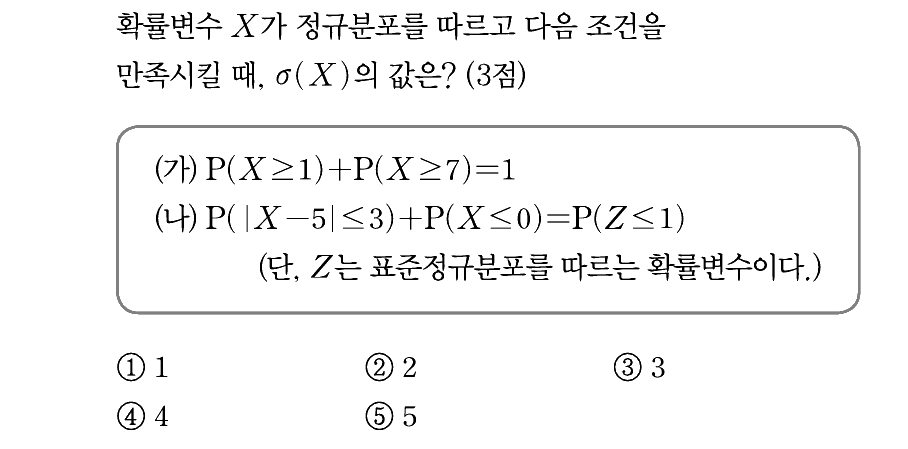 확률변수 X가 정규분포를 따르고 다음 조건을
만족시킬 때, σ(X)의 값은? (3점)
(가) P(X≥1)+P(X≥7)=1
(나) P(|X-5|≤3)+P(X≤0)=P(Z≤1)
(단, Z는 표준정규분포를 따르는 확률변수이다.)
① 1 ② 2 ③ 3
④ 4 ⑤ 5